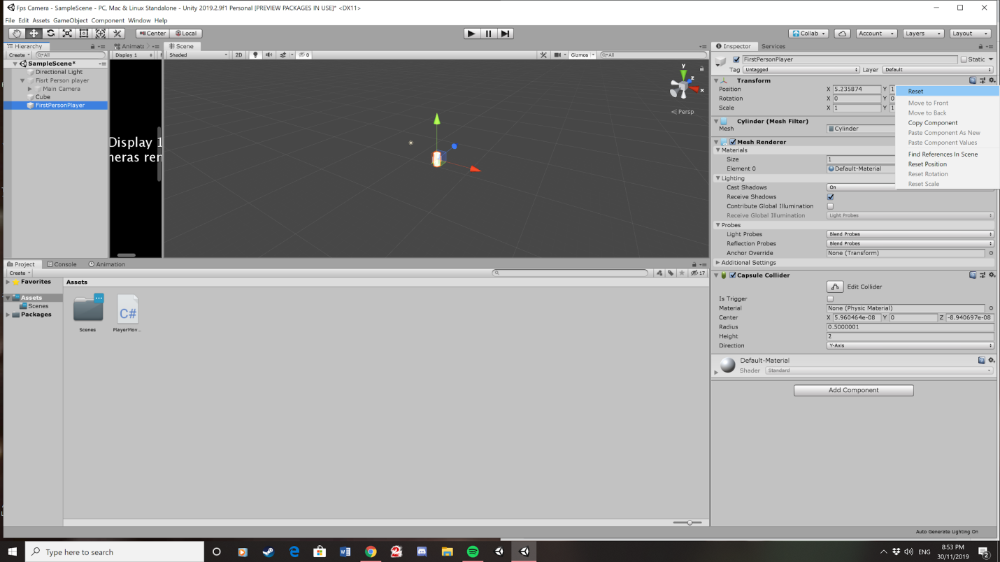 Fps Camera - SampleScene - PC, Mac & Linux Standalone - Unity 2019.2.9f1 Personal [PREVIEW PACKAGES IN USE]* <DX11>
File Edit Assets GameObject Component Window Help
Center Local
Collab Account Layers Layout
Hierarchy
Create All
SampleScene*
Directional Light
Fisrt Person player
Main Camera
Cube
FirstPersonPlayer
Animato
Display 1
Display 1
neras ren
Scene
Shaded 2D 0 Gizmos All
y
z
x
Persp
Inspector Services
FirstPersonPlayer Static
Tag Untagged Layer Default
Transform
Position X 5.235874 Y 1
Rotation X 0 Y 0
Scale X 1 Y 1
Reset
Move to Front
Move to Back
Copy Component
Paste Component As New
Paste Component Values
Find References In Scene
Reset Position
Reset Rotation
Reset Scale
Cylinder (Mesh Filter)
Mesh Cylinder
Mesh Renderer
Materials
Size 1
Element 0 Default-Material
Lighting
Cast Shadows On
Receive Shadows
Contribute Global Illumination
Receive Global Illumination Light Probes
Probes
Light Probes Blend Probes
Reflection Probes Blend Probes
Anchor Override None (Transform)
Additional Settings
Capsule Collider
Edit Collider
Is Trigger
Material None (Physic Material)
Center X 5.960464e-08 Y 0 Z -8.940697e-08
Radius 0.5000001
Height 2
Direction Y-Axis
Default-Material
Shader Standard
Add Component
Project Console Animation
Create 17
Favorites
Assets
Scenes
Packages
Assets
C#
Scenes PlayerMov...
Auto Generate Lighting On
Type here to search
ENG
8:53 PM
30/11/2019
2